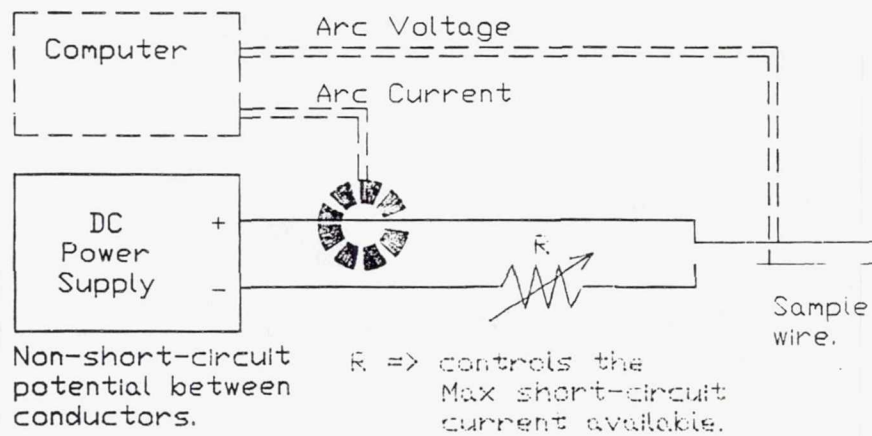 Arc Voltage
Computer
Arc Current
DC
Power
Supply
+
−
R
Sample
wire.
Non-short-circuit
potential between
conductors.
R => controls the
Max short-circuit
current available.